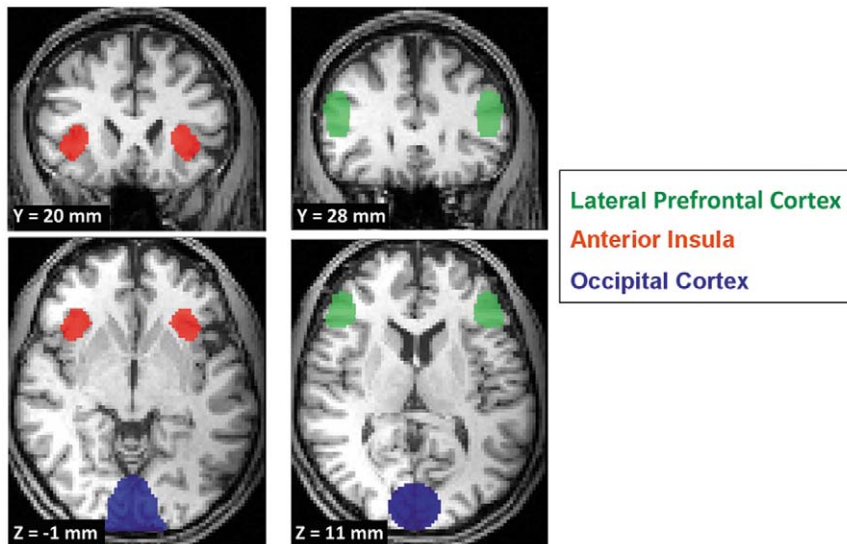 Y = 20 mm
Y = 28 mm
Lateral Prefrontal Cortex
Anterior Insula
Occipital Cortex
Z = -1 mm
Z = 11 mm